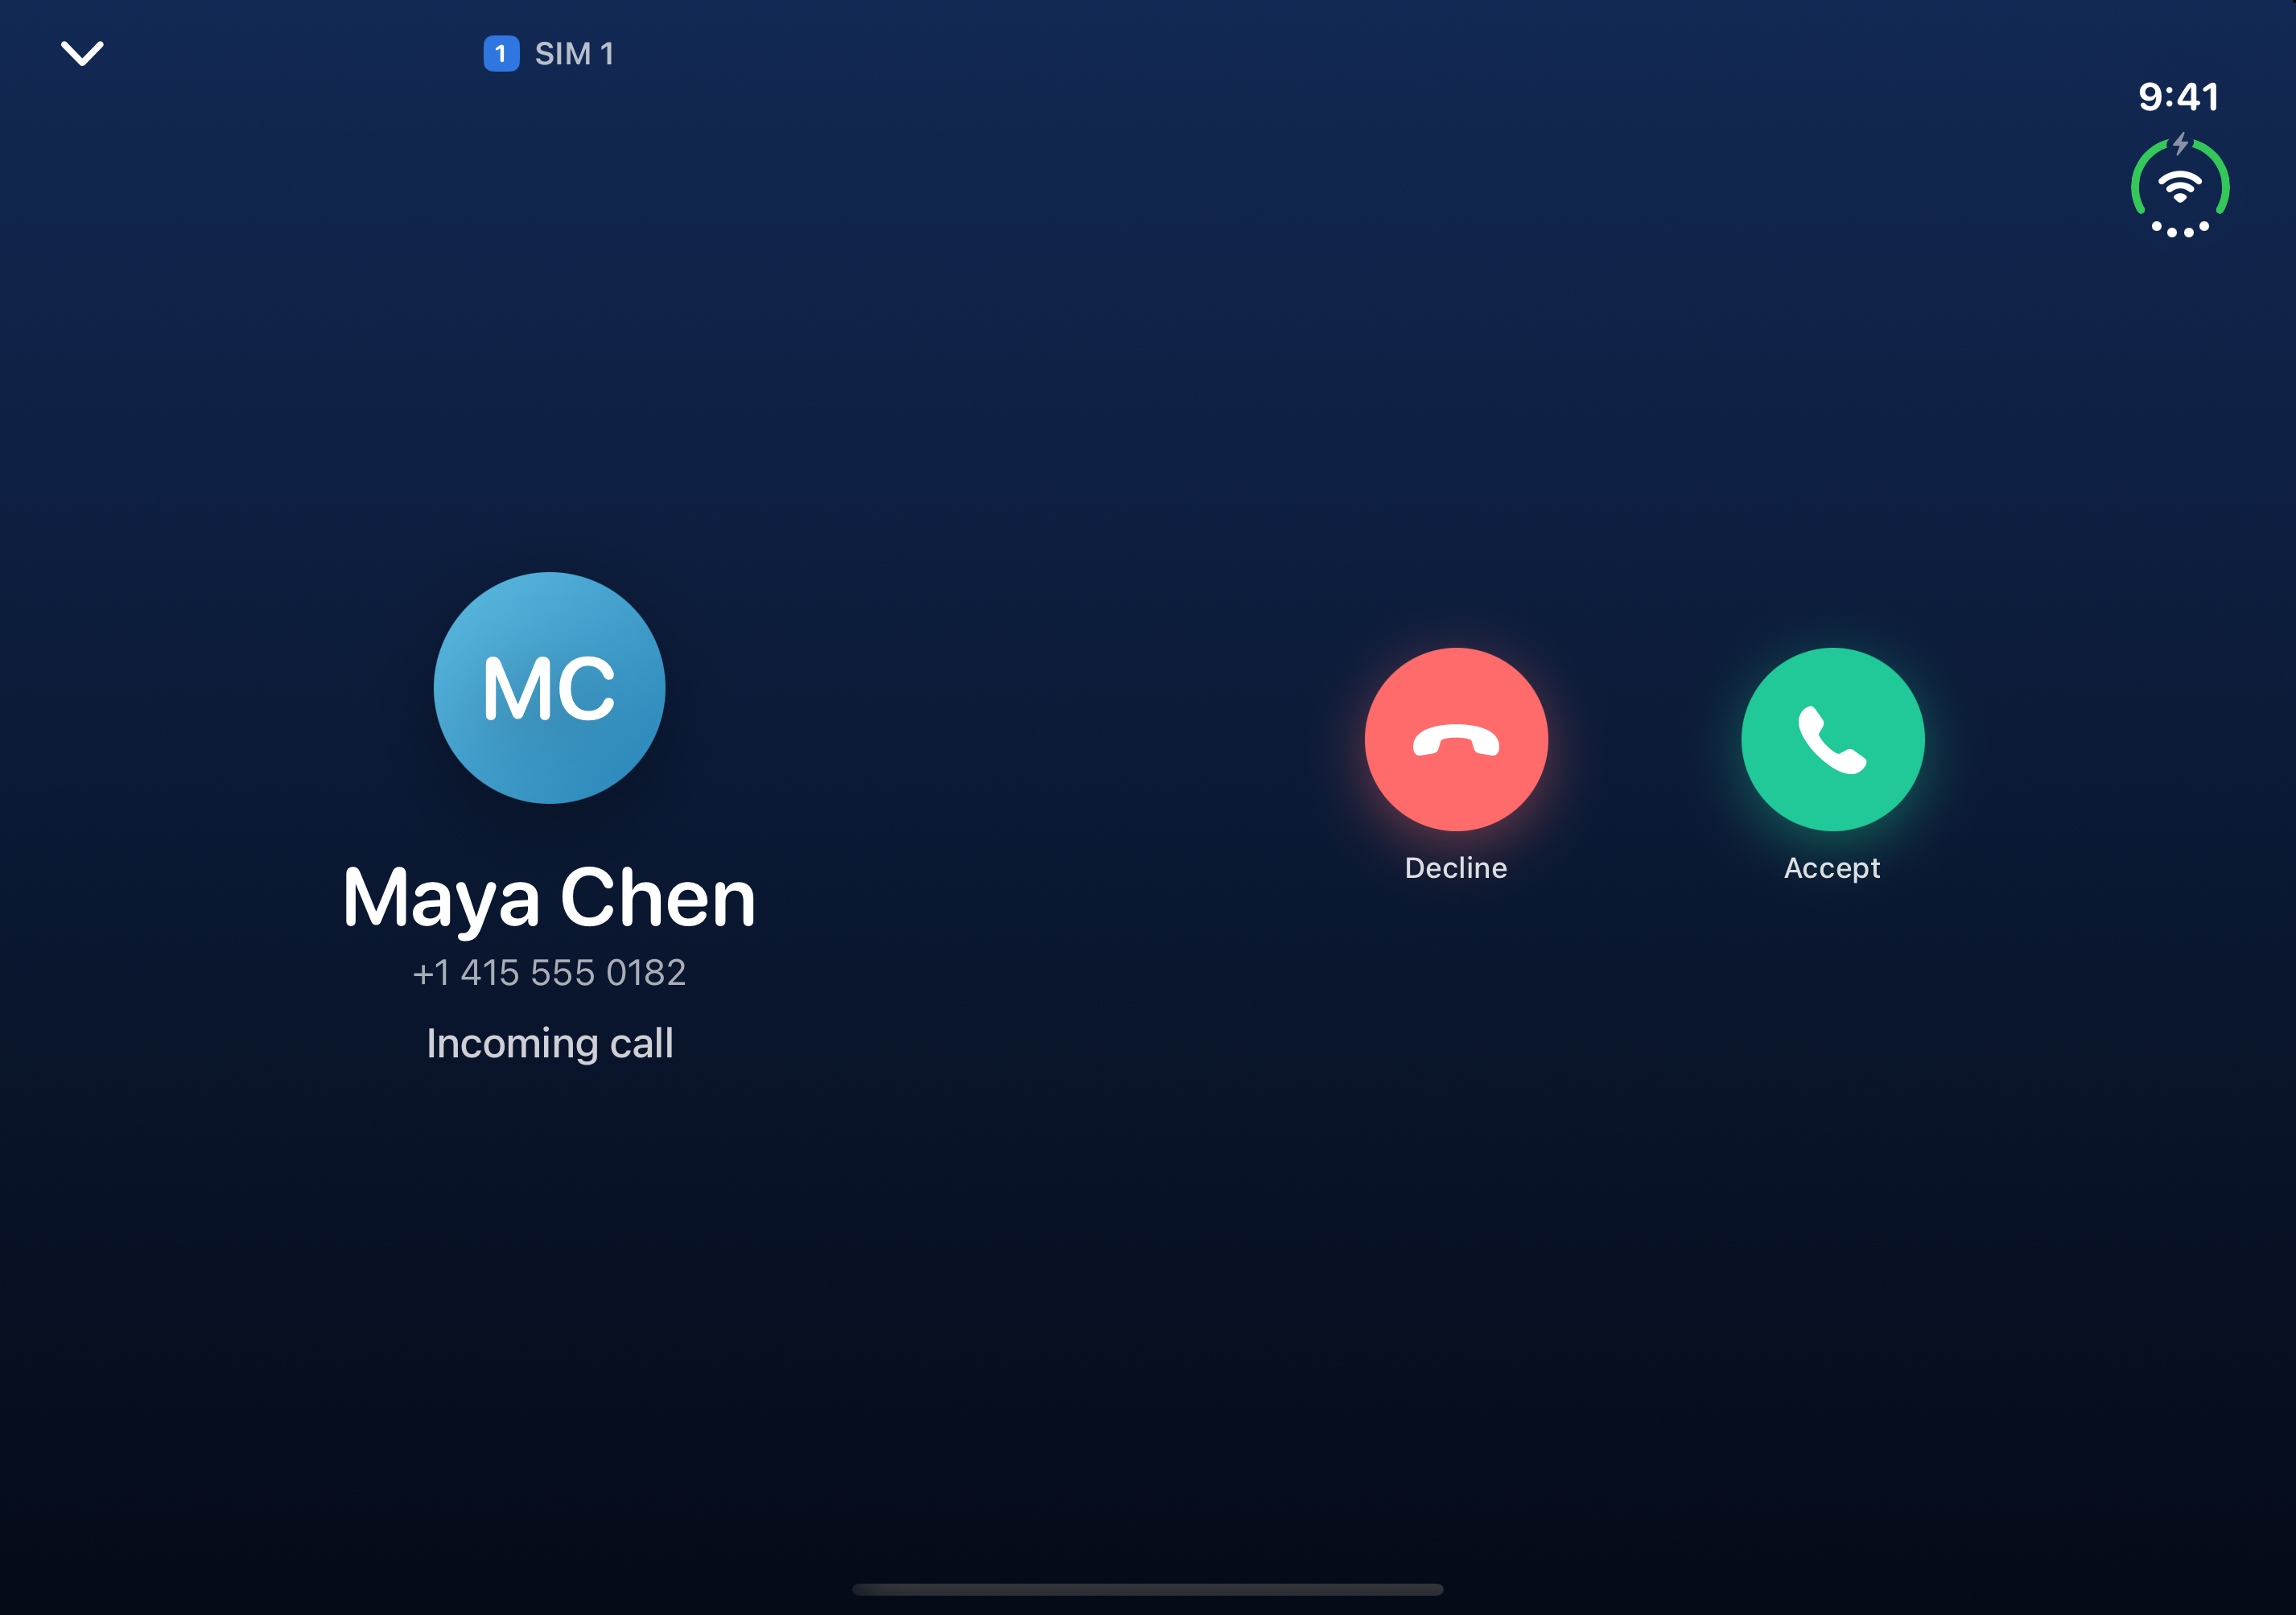 1 SIM 1
9:41
MC
Maya Chen
+1 415 555 0182
Incoming call
Decline
Accept